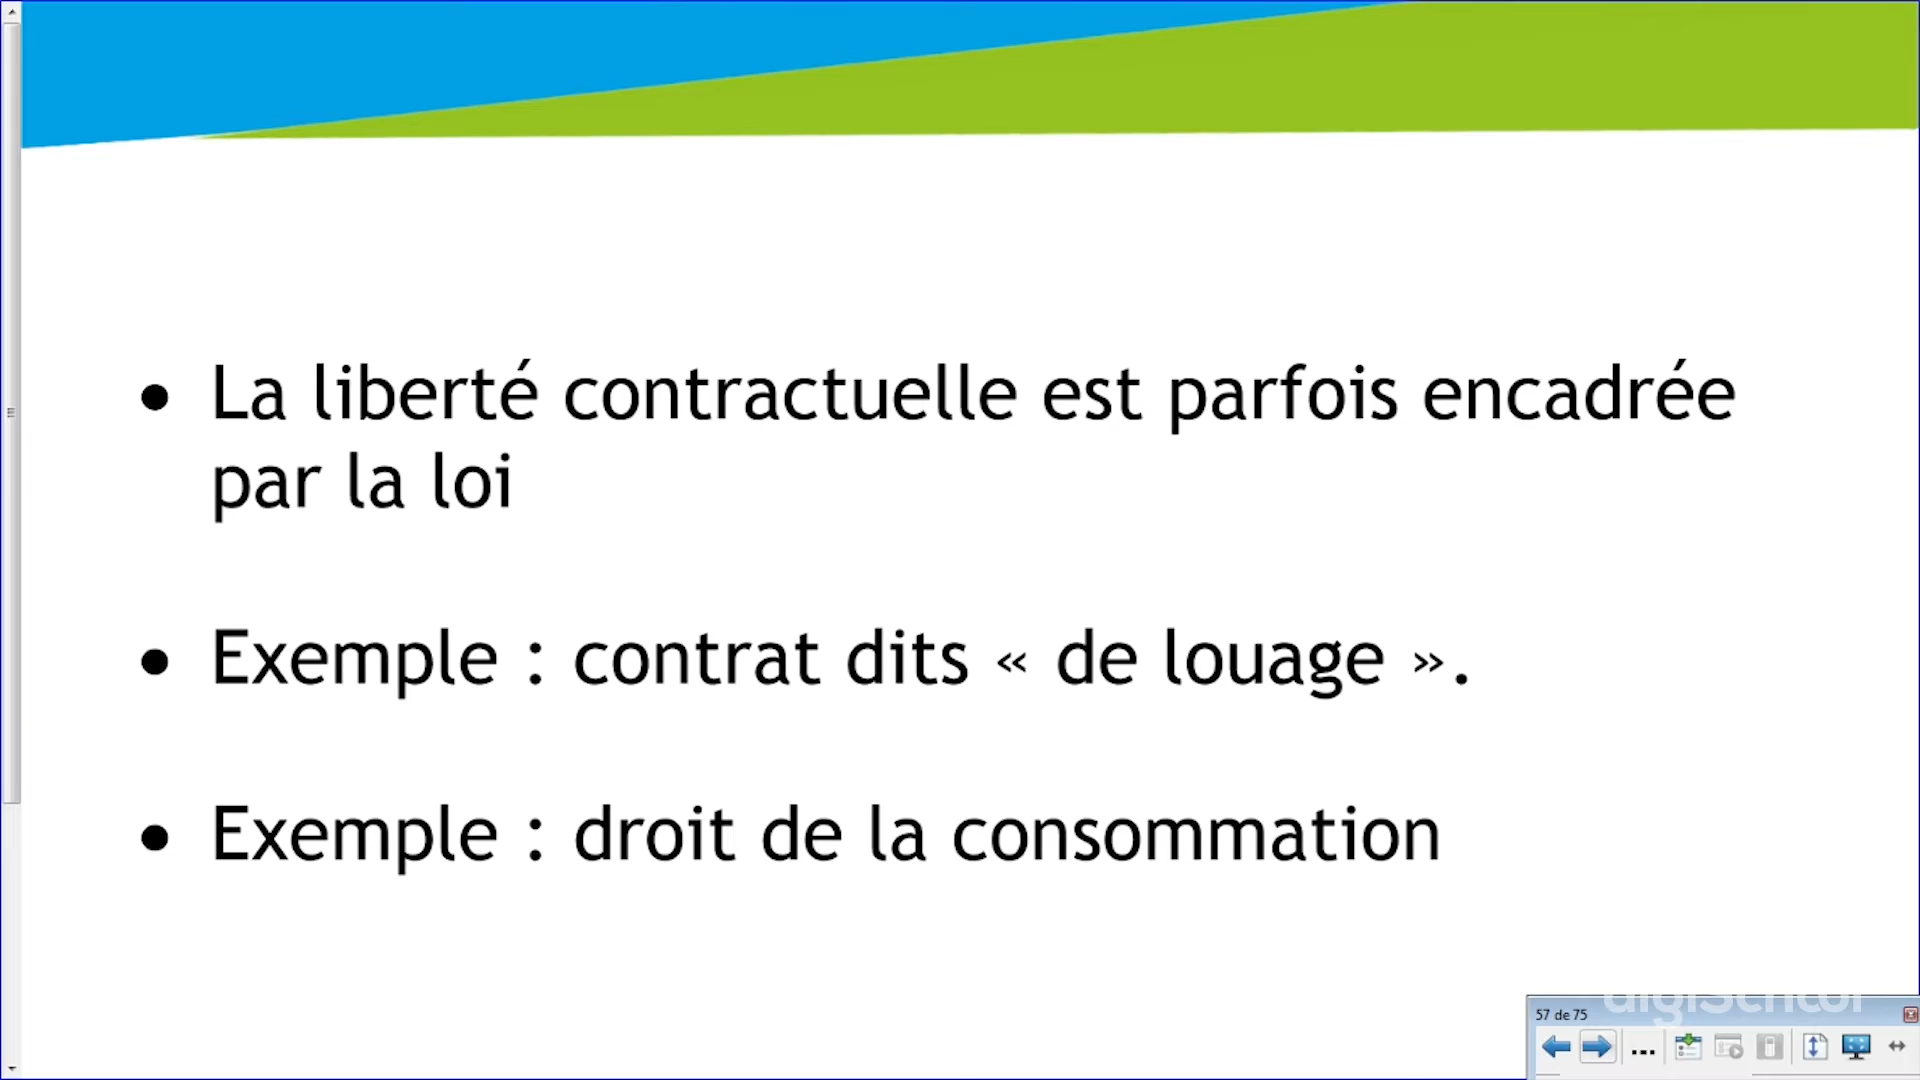 ● La liberté contractuelle est parfois encadrée
par la loi
● Exemple : contrat dits « de louage ».
● Exemple : droit de la consommation
digiSchool
57 de 75
...